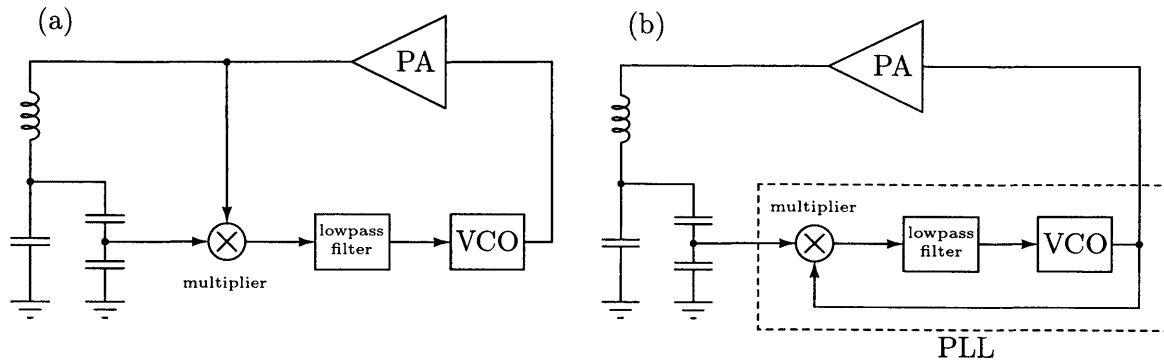 (a)
PA
multiplier
lowpass
filter
VCO
(b)
PA
multiplier
lowpass
filter
VCO
PLL